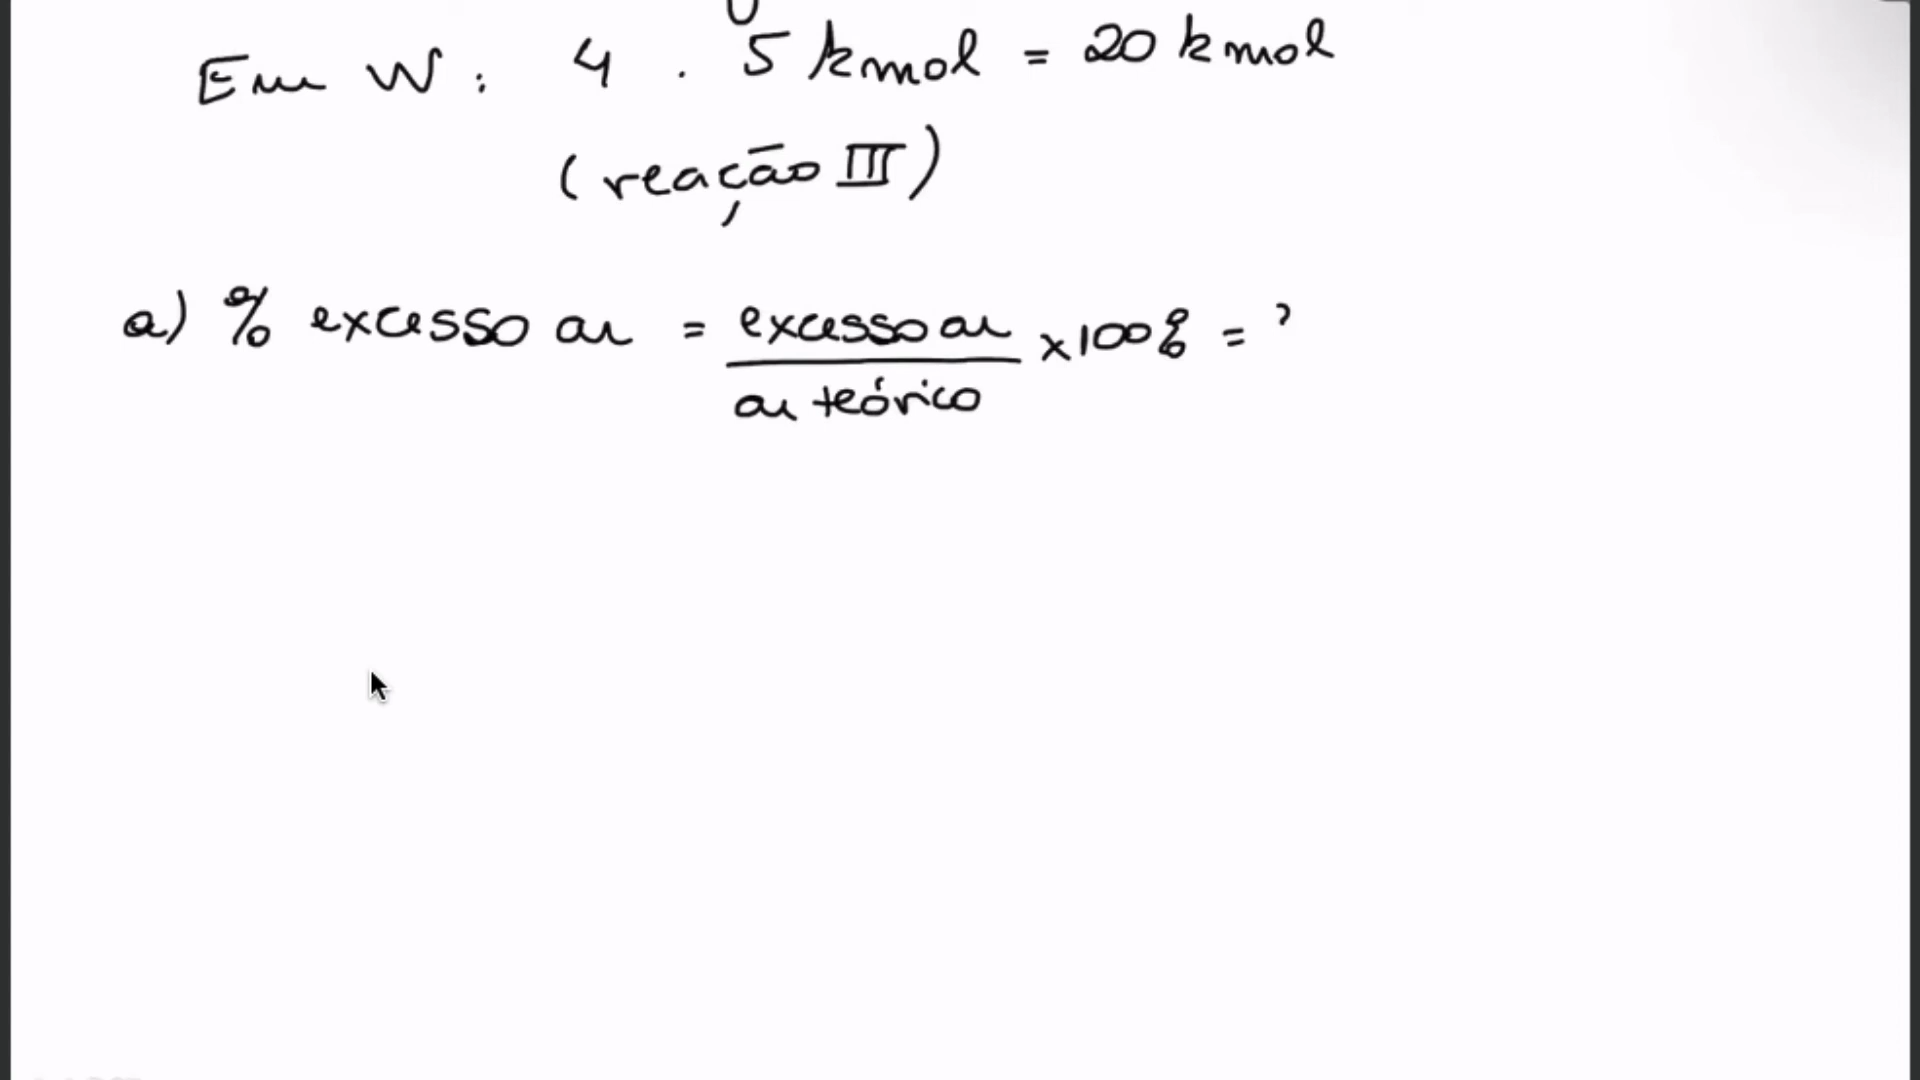 Em W: 4 . 5 kmol = 20 kmol
(reação III)
a) % excesso ar = excesso ar x100% = ?
ar teórico